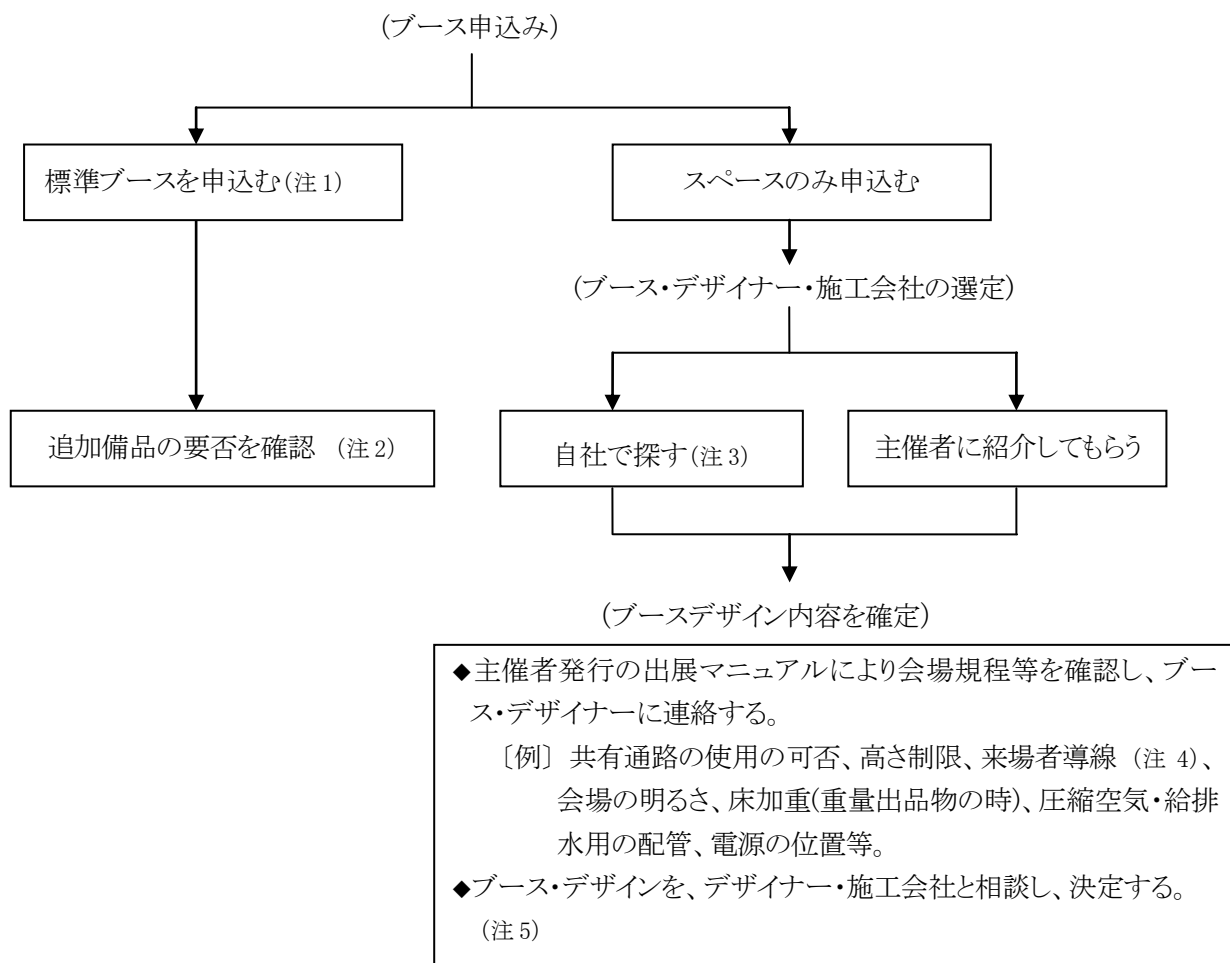 (ブース申込み)
標準ブースを申込む(注1)
スペースのみ申込む
(ブース・デザイナー・施工会社の選定)
追加備品の要否を確認 (注2)
自社で探す(注3)
主催者に紹介してもらう
(ブースデザイン内容を確定)
◆主催者発行の出展マニュアルにより会場規程等を確認し、ブー
ス・デザイナーに連絡する。
〔例〕 共有通路の使用の可否、高さ制限、来場者導線 (注 4)、
会場の明るさ、床加重(重量出品物の時)、圧縮空気・給排
水用の配管、電源の位置等。
◆ブース・デザインを、デザイナー・施工会社と相談し、決定する。
(注5)